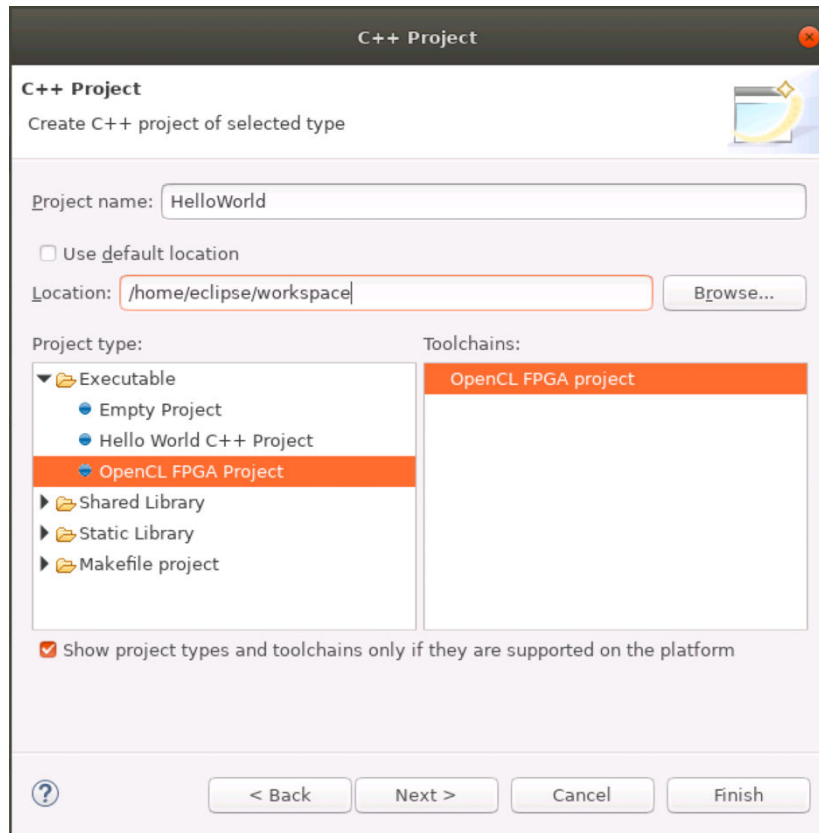 C++ Project
C++ Project
Create C++ project of selected type
Project name: HelloWorld
Use default location
Location: /home/eclipse/workspace Browse...
Project type: Toolchains:
Executable OpenCL FPGA project
Empty Project
Hello World C++ Project
OpenCL FPGA Project
Shared Library
Static Library
Makefile project
Show project types and toolchains only if they are supported on the platform
? < Back Next > Cancel Finish